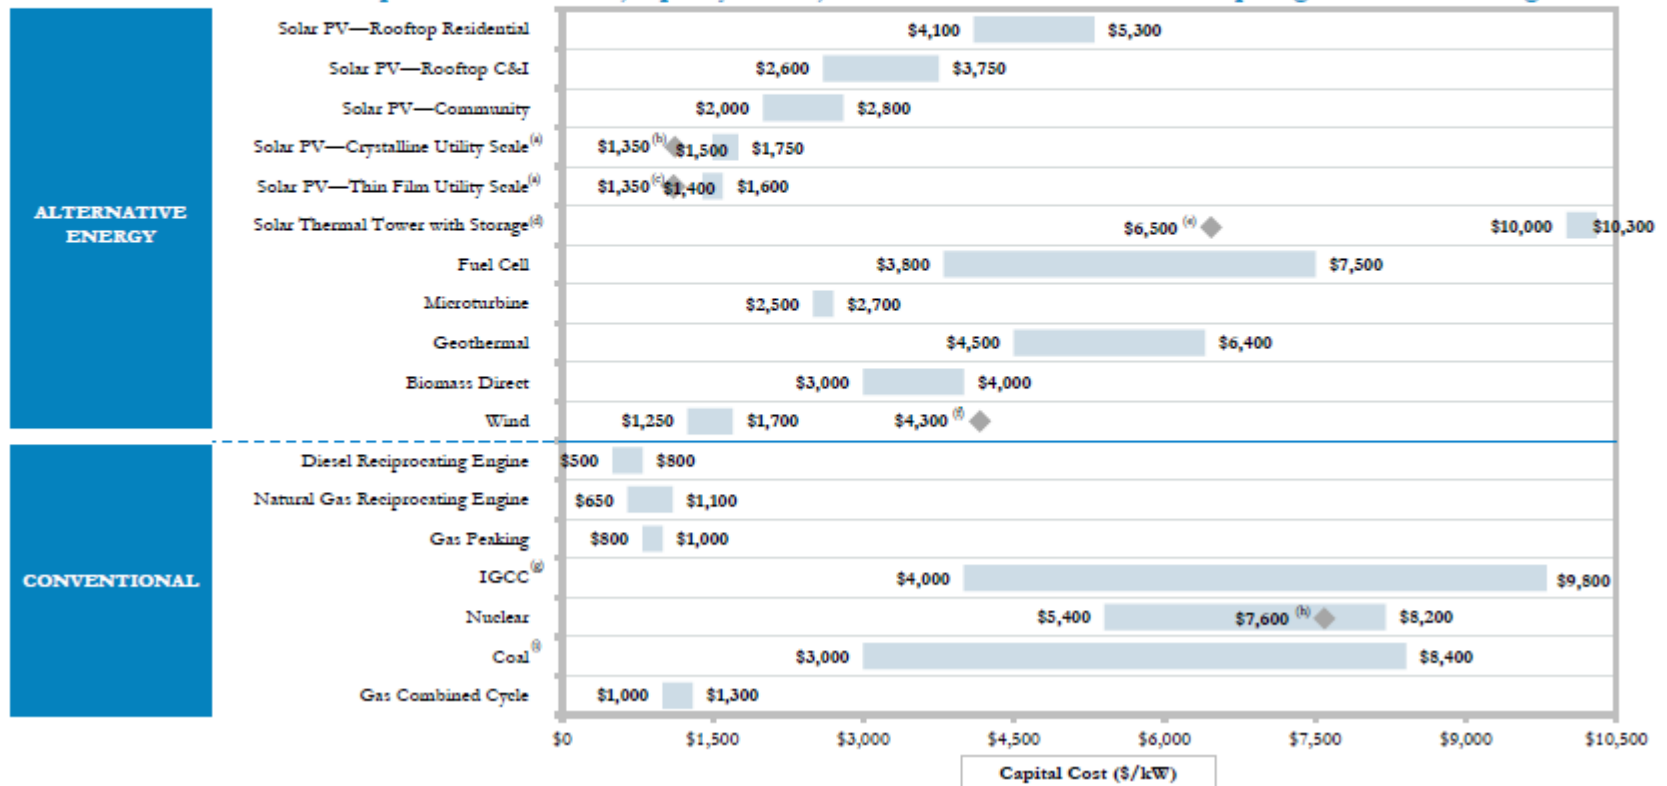 Solar PV—Rooftop Residential $4,100 $5,300
Solar PV—Rooftop C&I $2,600 $3,750
Solar PV—Community $2,000 $2,800
Solar PV—Crystalline Utility Scale(a) $1,350(b) $1,500 $1,750
Solar PV—Thin Film Utility Scale(a) $1,350(c) $1,400 $1,600
ALTERNATIVE
ENERGY
Solar Thermal Tower with Storage(d) $6,500(e) $10,000 $10,300
Fuel Cell $3,800 $7,500
Microturbine $2,500 $2,700
Geothermal $4,500 $6,400
Biomass Direct $3,000 $4,000
Wind $1,250 $1,700 $4,300(f)
Diesel Reciprocating Engine $500 $800
Natural Gas Reciprocating Engine $650 $1,100
Gas Peaking $800 $1,000
CONVENTIONAL
IGCC(g) $4,000 $9,800
Nuclear $5,400 $7,600(h) $8,200
Coal(i) $3,000 $8,400
Gas Combined Cycle $1,000 $1,300
$0 $1,500 $3,000 $4,500 $6,000 $7,500 $9,000 $10,500
Capital Cost ($/kW)